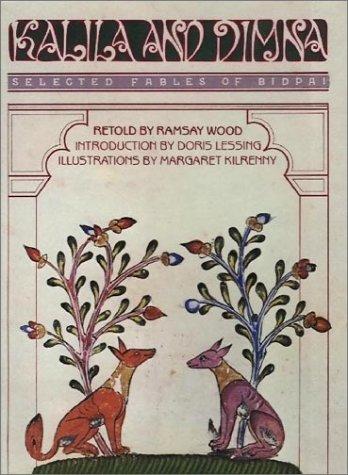 KALILA AND DIMNA
SELECTED FABLES OF BIDPAI
RETOLD BY RAMSAY WOOD
INTRODUCTION BY DORIS LESSING
ILLUSTRATIONS BY MARGARET KILRENNY